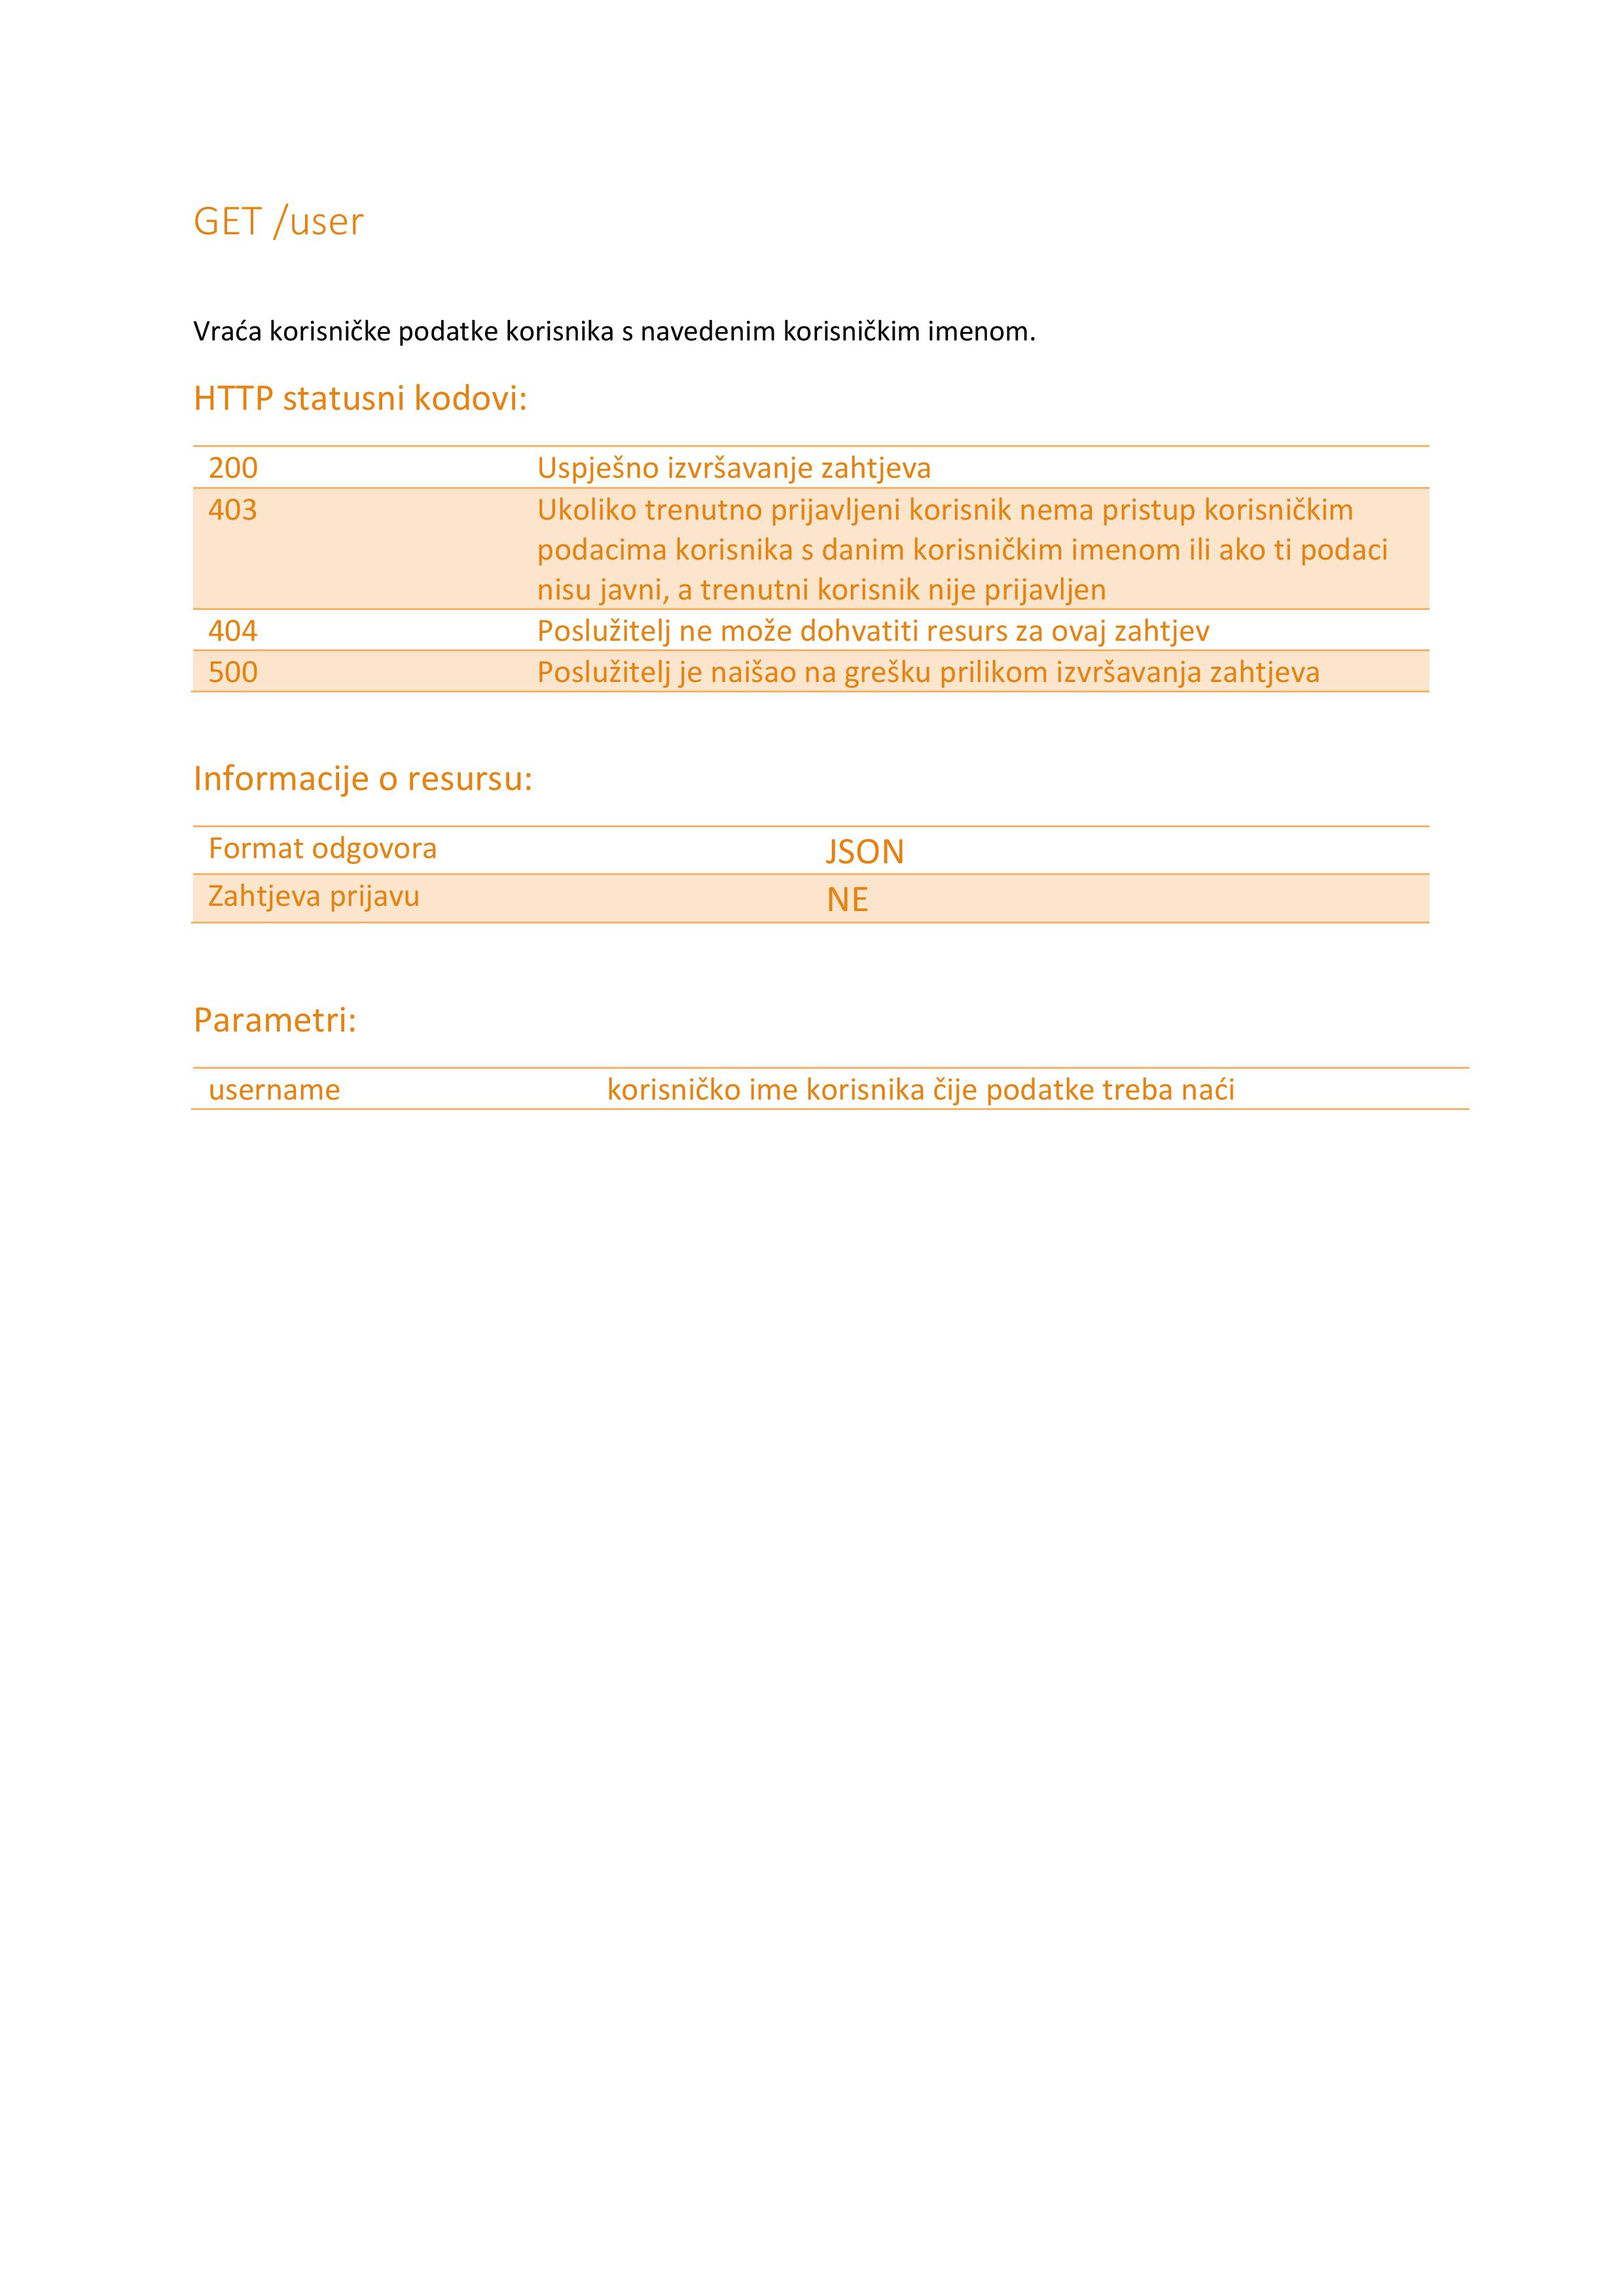 GET /user
Vraća korisničke podatke korisnika s navedenim korisničkim imenom.
HTTP statusni kodovi:
200 Uspješno izvršavanje zahtjeva
403 Ukoliko trenutno prijavljeni korisnik nema pristup korisničkim
podacima korisnika s danim korisničkim imenom ili ako ti podaci
nisu javni, a trenutni korisnik nije prijavljen
404 Poslužitelj ne može dohvatiti resurs za ovaj zahtjev
500 Poslužitelj je naišao na grešku prilikom izvršavanja zahtjeva
Informacije o resursu:
Format odgovora JSON
Zahtjeva prijavu NE
Parametri:
username korisničko ime korisnika čije podatke treba naći